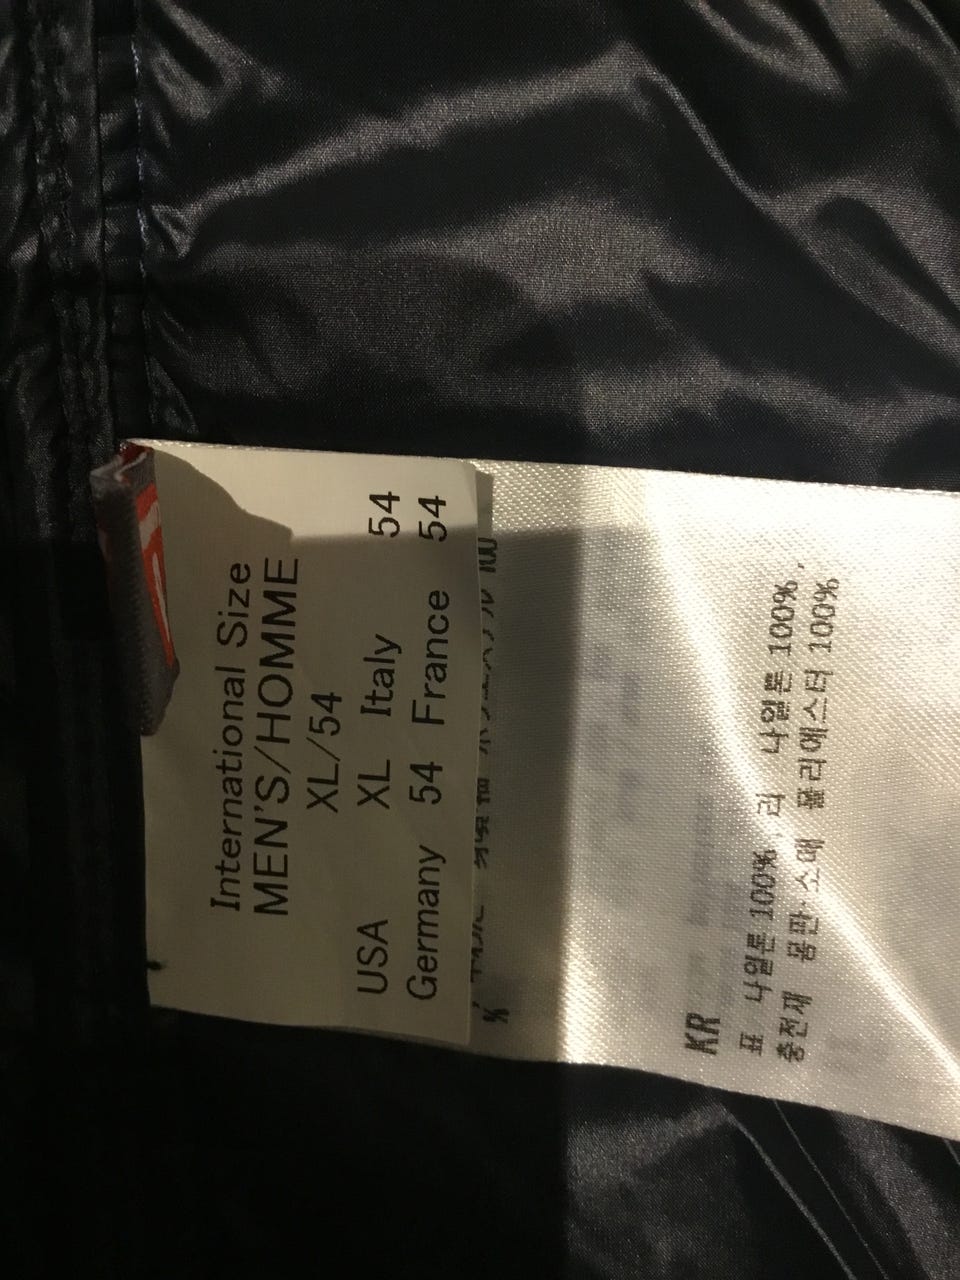 International Size
MEN'S/HOMME
XL/54
USA XL Italy 54
Germany 54 France 54
KR
표 나일론 100%, 리 나일론 100%,
충전재 몸판·소매 폴리에스터 100%